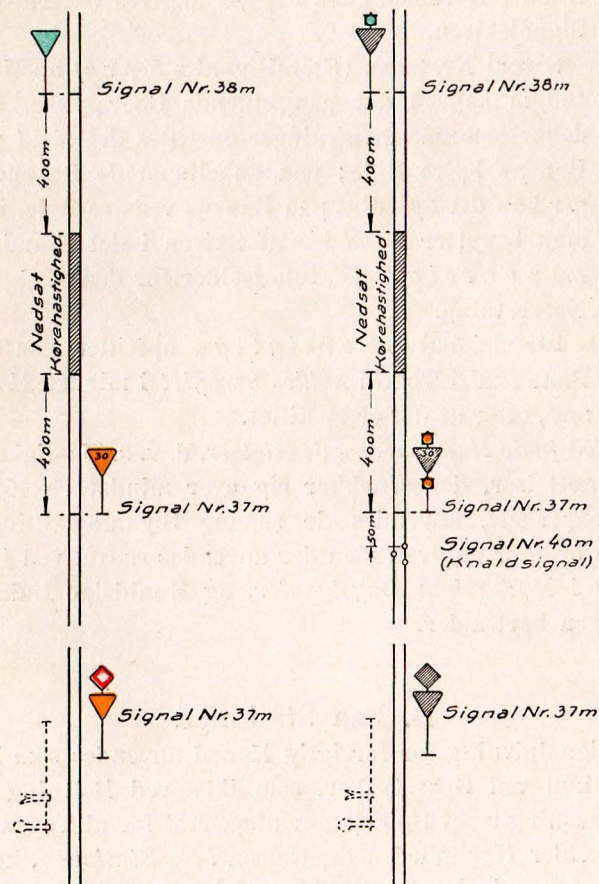 Signal Nr. 38m
400m
Nedsat
Kørehastighed
400m
30
Signal Nr. 37m
Signal Nr. 37m
Signal Nr. 38m
400m
Nedsat
Kørehastighed
400m
30
Signal Nr. 37m
50m
Signal Nr. 40m
(Knaldsignal)
Signal Nr. 37m